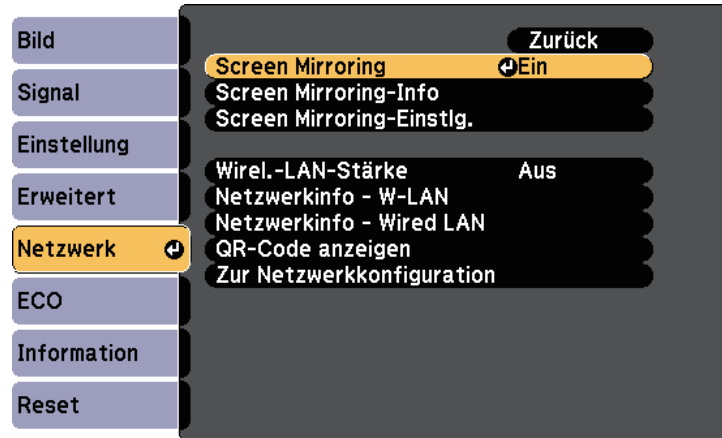 Bild
Signal
Einstellung
Erweitert
Netzwerk
ECO
Information
Reset
Zurück
Screen Mirroring Ein
Screen Mirroring-Info
Screen Mirroring-Einstlg.
Wirel.-LAN-Stärke Aus
Netzwerkinfo - W-LAN
Netzwerkinfo - Wired LAN
QR-Code anzeigen
Zur Netzwerkkonfiguration